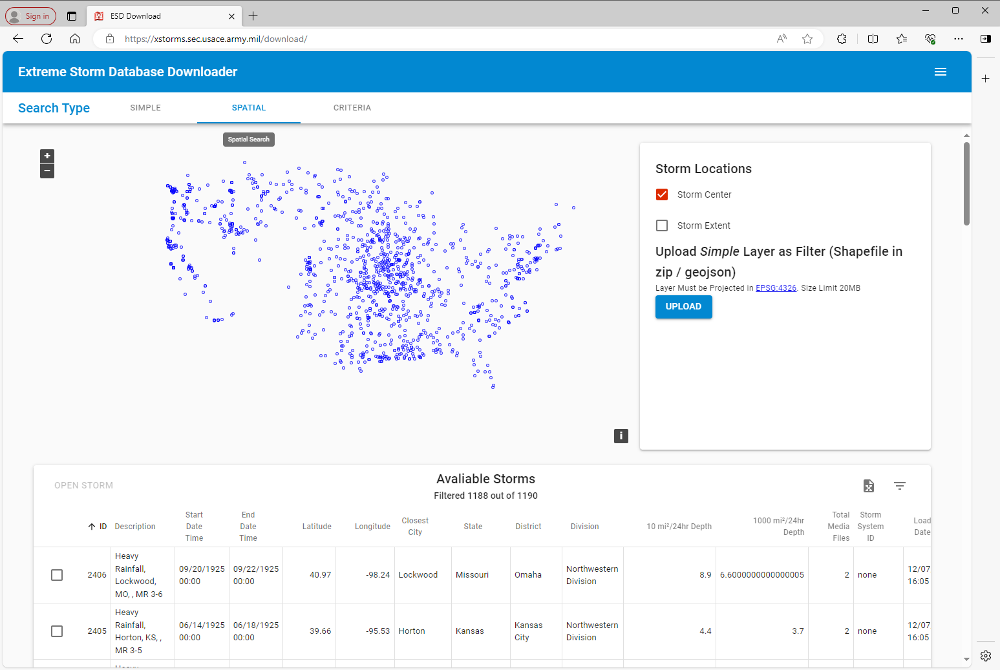 Sign in
ESD Download
https://xstorms.sec.usace.army.mil/download/
Extreme Storm Database Downloader
Search Type
SIMPLE
SPATIAL
CRITERIA
Spatial Search
+
−
i
Storm Locations
Storm Center
Storm Extent
Upload Simple Layer as Filter (Shapefile in
zip / geojson)
Layer Must be Projected in EPSG:4326. Size Limit 20MB
UPLOAD
OPEN STORM
Avaliable Storms
Filtered 1188 out of 1190
ID
Description
Start
Date
Time
End
Date
Time
Latitude
Longitude
Closest
City
State
District
Division
10 mi²/24hr Depth
1000 mi²/24hr
Depth
Total
Media
Files
Storm
System
ID
Load
Date
2406
Heavy
Rainfall,
Lockwood,
MO, , MR 3-6
09/20/1925
00:00
09/22/1925
00:00
40.97
-98.24
Lockwood
Missouri
Omaha
Northwestern
Division
8.9
6.6000000000000005
2
none
12/07
16:05
2405
Heavy
Rainfall,
Horton, KS, ,
MR 3-5
06/14/1925
00:00
06/18/1925
00:00
39.66
-95.53
Horton
Kansas
Kansas
City
Northwestern
Division
4.4
3.7
2
none
12/07
16:05